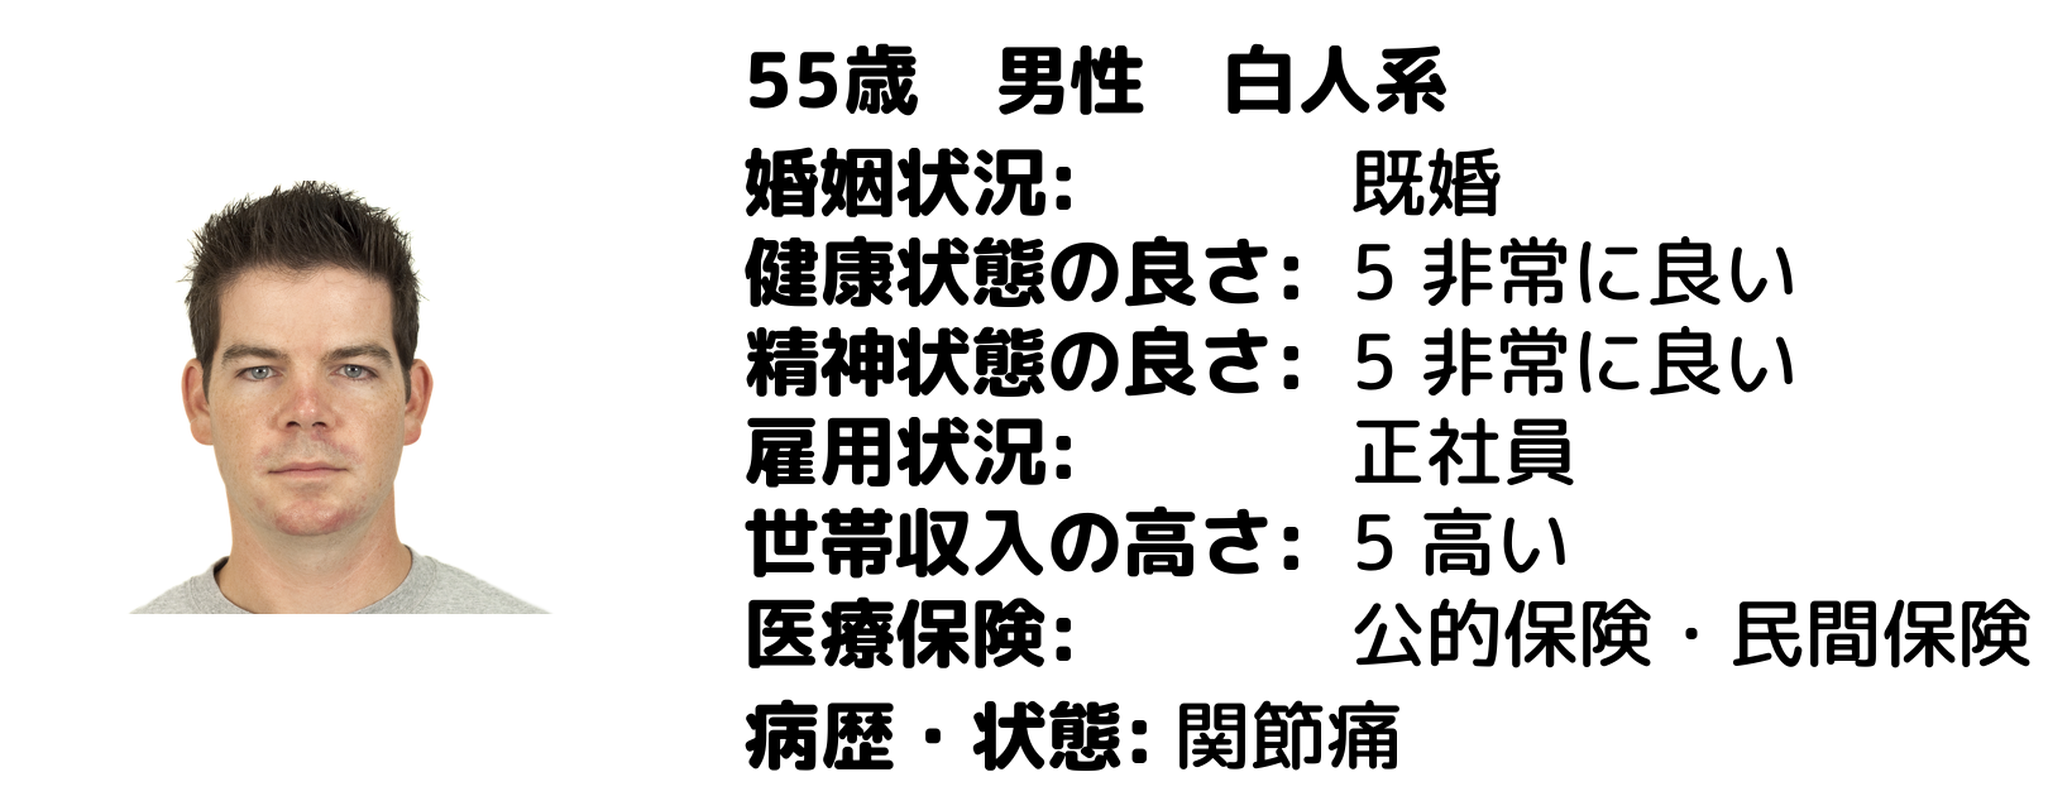 55歳　男性　白人系
婚姻状況: 既婚
健康状態の良さ: 5 非常に良い
精神状態の良さ: 5 非常に良い
雇用状況: 正社員
世帯収入の高さ: 5 高い
医療保険: 公的保険・民間保険
病歴・状態: 関節痛